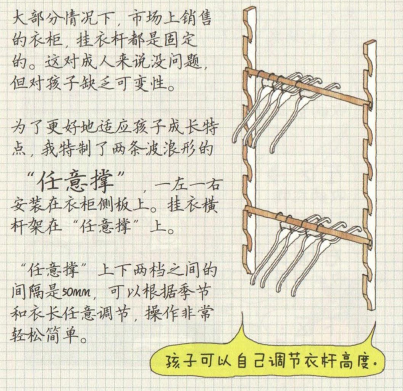 大部分情况下,市场上销售
的衣柜,挂衣杆都是固定
的。这对成人来说没问题,
但对孩子缺乏可变性。
为了更好地适应孩子成长特
点,我特制了两条波浪形的
“任意撑”,一左一右
安装在衣柜侧板上。挂衣横
杆架在“任意撑”上。
“任意撑”上下两档之间的
间隔是50mm,可以根据季节
和衣长任意调节,操作非常
轻松简单。
孩子可以自己调节衣杆高度.